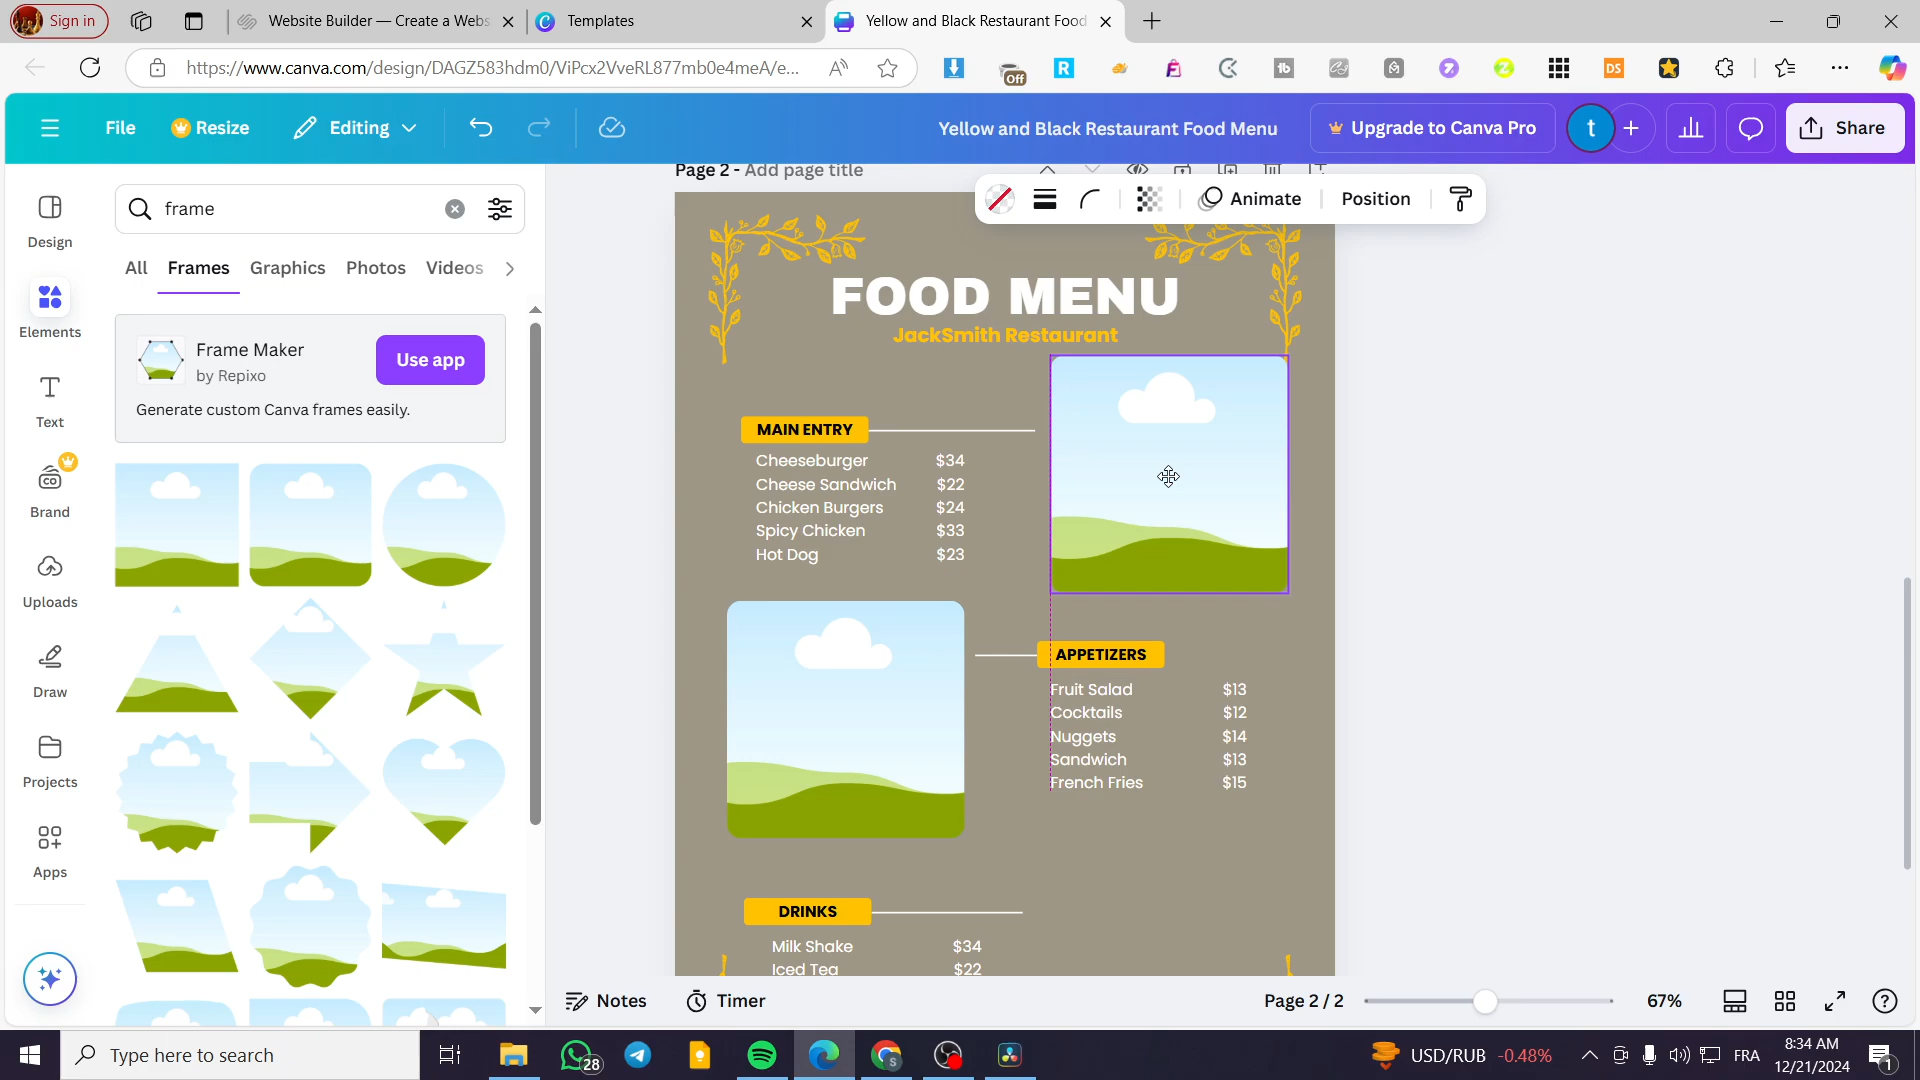 Sign in
Website Builder — Create a Webs
Templates
Yellow and Black Restaurant Food
https://www.canva.com/design/DAGZ583hdm0/ViPcx2VveRL877mb0e4meA/e...
Off
File
Resize
Editing
Yellow and Black Restaurant Food Menu
Upgrade to Canva Pro
t
Share
Design
Elements
Text
Brand
Uploads
Draw
Projects
Apps
frame
All
Frames
Graphics
Photos
Videos
Frame Maker
by Repixo
Use app
Generate custom Canva frames easily.
Page 2 - Add page title
Animate
Position
FOOD MENU
JackSmith Restaurant
MAIN ENTRY
Cheeseburger $34
Cheese Sandwich $22
Chicken Burgers $24
Spicy Chicken $33
Hot Dog $23
APPETIZERS
Fruit Salad $13
Cocktails $12
Nuggets $14
Sandwich $13
French Fries $15
DRINKS
Milk Shake $34
Iced Tea $22
Notes
Timer
Page 2 / 2
67%
Type here to search
28
USD/RUB -0.48%
FRA
8:34 AM
12/21/2024
1